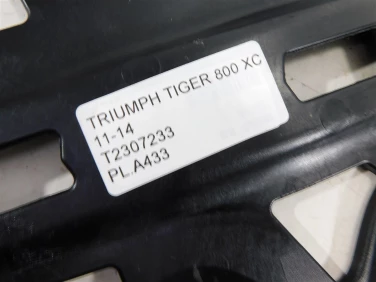 TRIUMPH TIGER 800 XC
11-14
T2307233
PL.A433